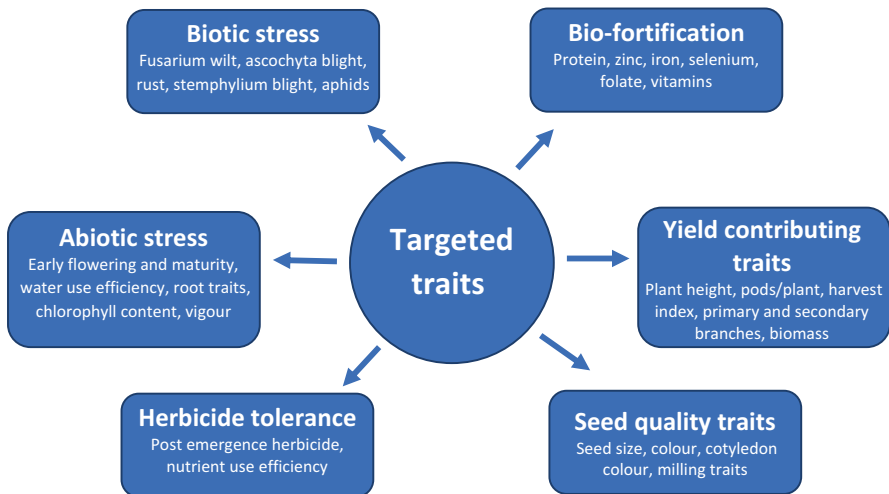 Biotic stress
Fusarium wilt, ascochyta blight,
rust, stemphylium blight, aphids
Bio-fortification
Protein, zinc, iron, selenium,
folate, vitamins
Targeted
traits
Abiotic stress
Early flowering and maturity,
water use efficiency, root traits,
chlorophyll content, vigour
Yield contributing
traits
Plant height, pods/plant, harvest
index, primary and secondary
branches, biomass
Herbicide tolerance
Post emergence herbicide,
nutrient use efficiency
Seed quality traits
Seed size, colour, cotyledon
colour, milling traits